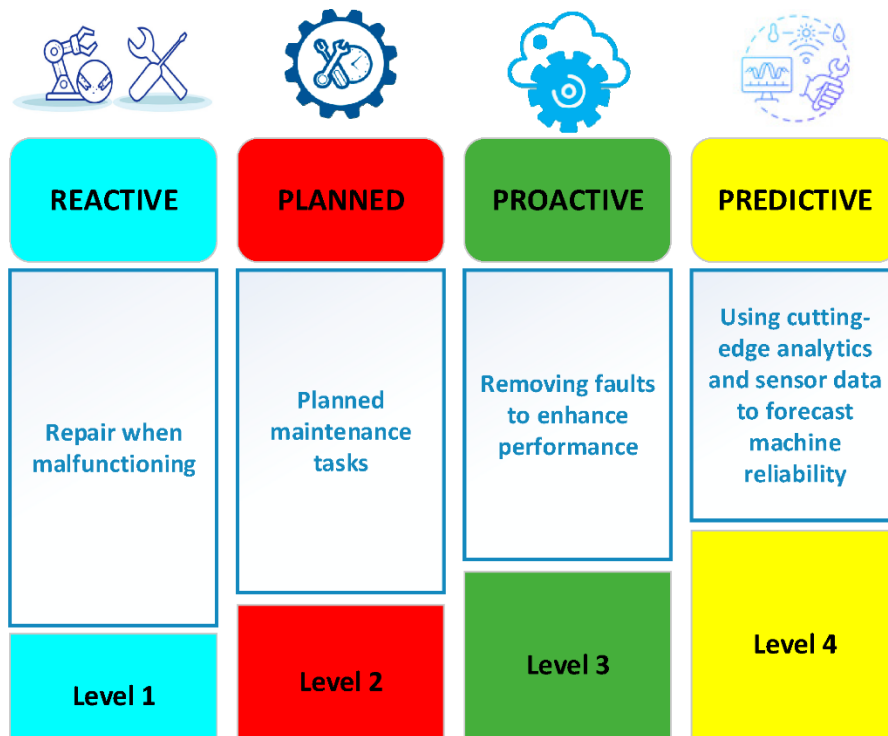 REACTIVE
PLANNED
PROACTIVE
PREDICTIVE
Repair when
malfunctioning
Planned
maintenance
tasks
Removing faults
to enhance
performance
Using cutting-
edge analytics
and sensor data
to forecast
machine
reliability
Level 1
Level 2
Level 3
Level 4